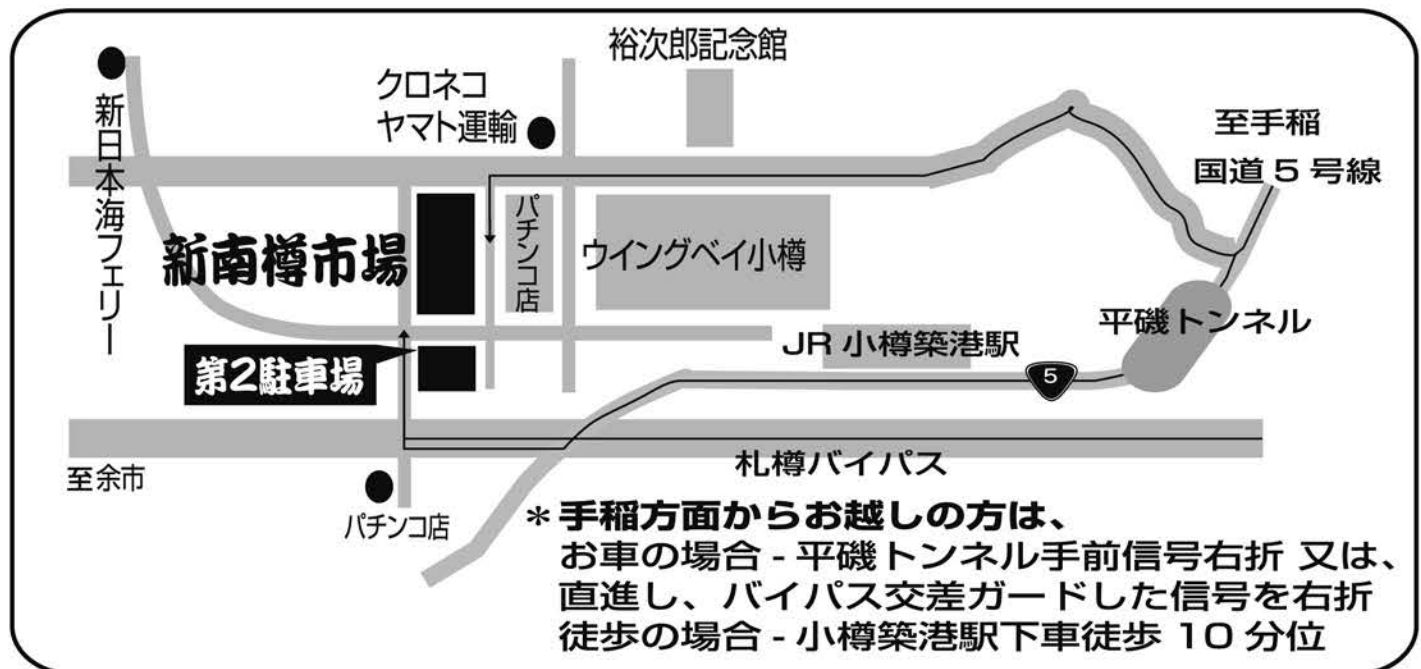 裕次郎記念館
クロネコ
ヤマト運輸
新日本海フェリー
至手稲
国道5号線
新南樽市場
パチンコ店
ウイングベイ小樽
平磯トンネル
JR 小樽築港駅
第2駐車場
5
札樽バイパス
至余市
パチンコ店
*手稲方面からお越しの方は、
お車の場合 - 平磯トンネル手前信号右折 又は、
直進し、バイパス交差ガードした信号を右折
徒歩の場合 - 小樽築港駅下車徒歩 10 分位